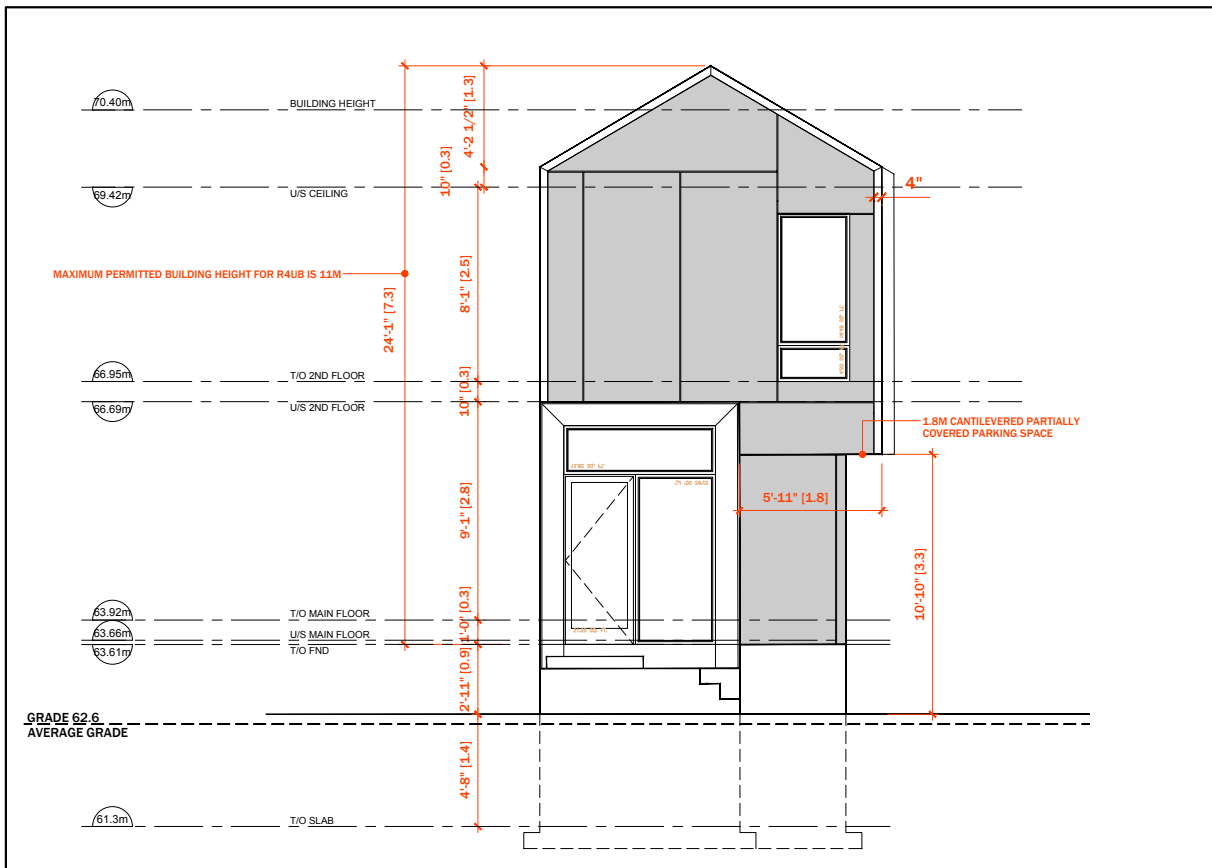 70.40m
BUILDING HEIGHT
4'-2 1/2" [1.3]
10" [0.3]
69.42m
U/S CEILING
4"
MAXIMUM PERMITTED BUILDING HEIGHT FOR R4UB IS 11M
24'-1" [7.3]
8'-1" [2.5]
66.95m
T/O 2ND FLOOR
10" [0.3]
66.69m
U/S 2ND FLOOR
1.8M CANTILEVERED PARTIALLY
COVERED PARKING SPACE
9'-1" [2.8]
5'-11" [1.8]
10'-10" [3.3]
63.92m
T/O MAIN FLOOR
1'-0" [0.3]
63.66m
U/S MAIN FLOOR
63.61m
T/O FND
2'-11" [0.9]
GRADE 62.6
AVERAGE GRADE
4'-8" [1.4]
61.3m
T/O SLAB